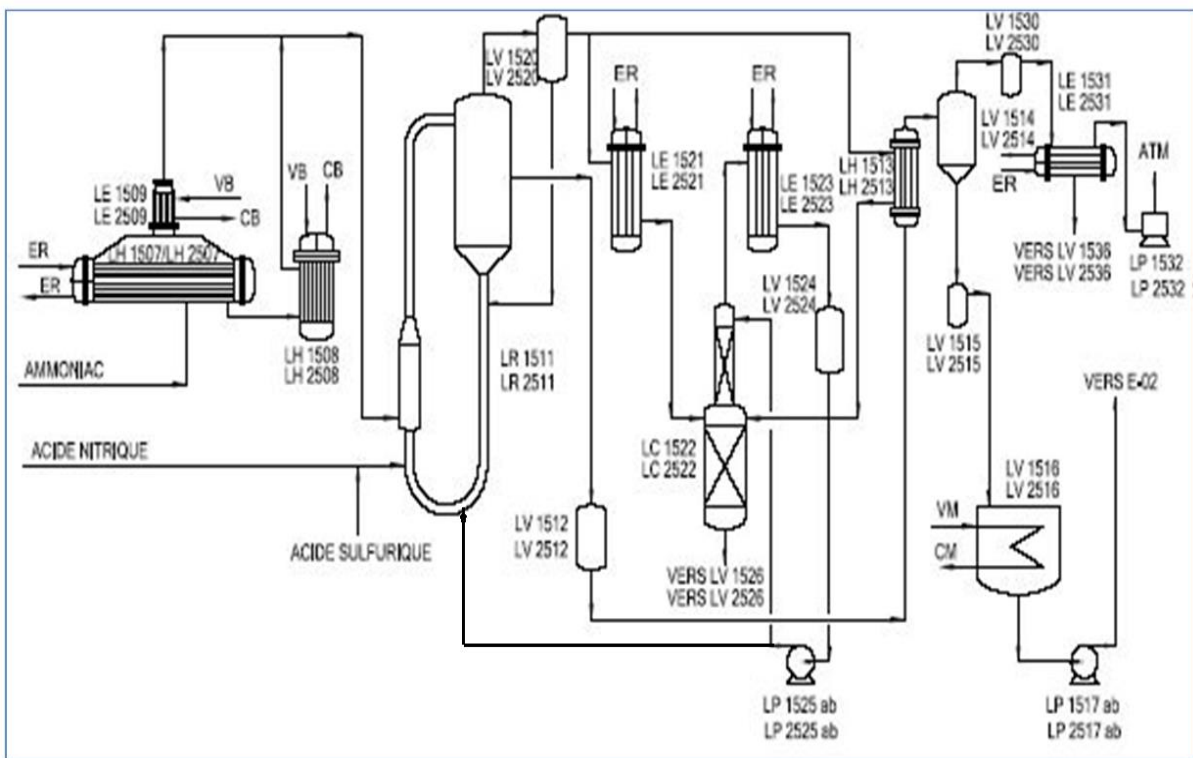 LV 1520
LV 2520
LV 1530
LV 2530
ER
ER
LE 1531
LE 2531
LV 1514
LV 2514
ATM
ER
LE 1509
LE 2509
VB
CB
VB
CB
LE 1521
LE 2521
LE 1523
LE 2523
LH 1513
LH 2513
ER
ER
LH 1507/LH 2507
VERS LV 1536
VERS LV 2536
LP 1532
LP 2532
LV 1524
LV 2524
LH 1508
LH 2508
AMMONIAC
LR 1511
LR 2511
LV 1515
LV 2515
VERS E-02
ACIDE NITRIQUE
LC 1522
LC 2522
LV 1516
LV 2516
VM
CM
ACIDE SULFURIQUE
LV 1512
LV 2512
VERS LV 1526
VERS LV 2526
LP 1525 ab
LP 2525 ab
LP 1517 ab
LP 2517 ab